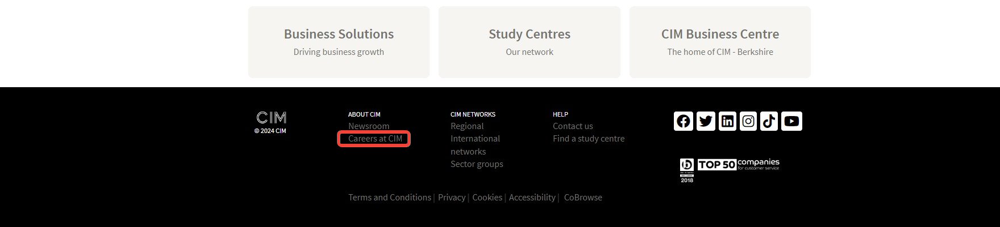 Business Solutions
Driving business growth
Study Centres
Our network
CIM Business Centre
The home of CIM - Berkshire
CIM
© 2024 CIM
ABOUT CIM
Newsroom
Careers at CIM
CIM NETWORKS
Regional
International
networks
Sector groups
HELP
Contact us
Find a study centre
b
2018
TOP 50 companies
for customer service
Terms and Conditions | Privacy | Cookies | Accessibility | CoBrowse